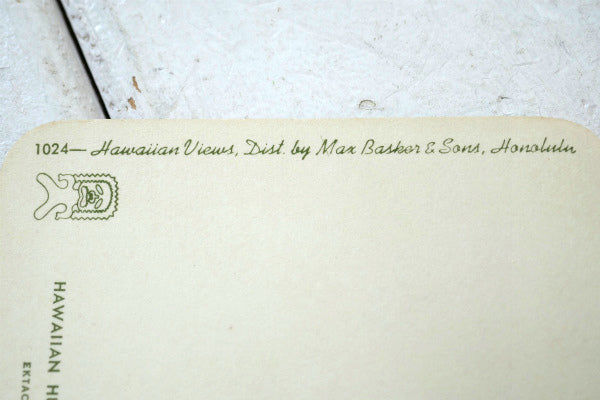 1024— Hawaiian Views, Dist. by Max Basker & Sons, Honolulu
HAWAIIAN